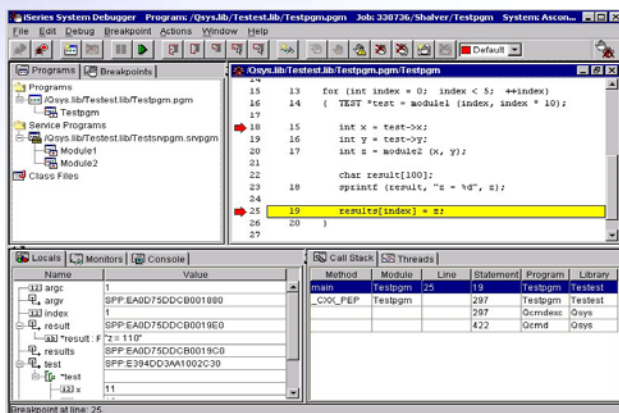 iSeries System Debugger Program: /Qsys.lib/Testest.lib/Testpgm.pgm Job: 330736/Shalver/Testpgm System: Ascon...
File Edit Debug Breakpoint Actions Window Help
Default
Programs Breakpoints
Programs
/Qsys.lib/Testest.lib/Testpgm.pgm
Testpgm
Service Programs
/Qsys.lib/Testest.lib/Testsrvpgm.srvpgm
Module1
Module2
Class Files
/Qsys.lib/Testest.lib/Testpgm.pgm/Testpgm
14
15 13 for (int index = 0; index < 5; ++index)
16 14 { TEST *test = module1 (index, index * 10);
17
18 15 int x = test->x;
19 16 int y = test->y;
20 17 int z = module2 (x, y);
21
22 char result[100];
23 18 sprintf (result, "z = %d", z);
24
25 19 results[index] = z;
26 20 }
27
Locals Monitors Console
Name Value
argc 1
argv SPP:EA0D75DDCB001880
index 1
result SPP:EA0D75DDCB0019E0
*result : F "z = 110"
results SPP:EA0D75DDCB0019C0
test SPP:E394DD3AA1002C30
*test
x 11
Call Stack Threads
Method Module Line Statement Program Library
main Testpgm 25 19 Testpgm Testest
_CXX_PEP Testpgm 297 Testpgm Testest
297 Qcmdexc Qsys
422 Qcmd Qsys
Breakpoint at line: 25.